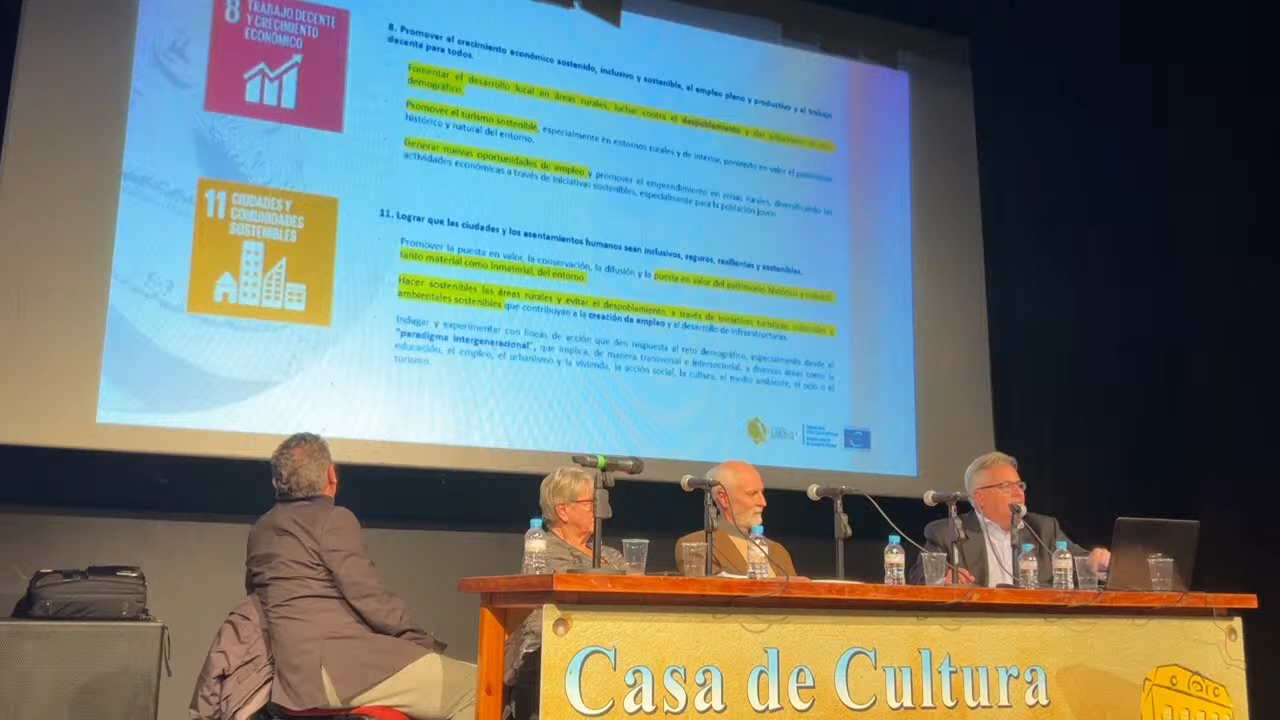 8 TRABAJO DECENTE
Y CRECIMIENTO
ECONÓMICO
8. Promover el crecimiento económico sostenido, inclusivo y sostenible, el empleo pleno y productivo y el trabajo
decente para todos.
Fomentar el desarrollo local en áreas rurales, luchar contra el despoblamiento y
demográfico.
Promover el turismo sostenible, especialmente en entornos rurales y de interior, poniendo en valor el patrimonio
histórico y natural del entorno.
Generar nuevas oportunidades de empleo y promover el emprendimiento en zonas rurales, diversificando las
actividades económicas a través de iniciativas sostenibles, especialmente para la población joven.
11 CIUDADES Y
COMUNIDADES
SOSTENIBLES
11. Lograr que las ciudades y los asentamientos humanos sean inclusivos, seguros, resilientes y sostenibles.
Promover la puesta en valor, la conservación, la difusión y la puesta en valor del patrimonio histórico y cultural,
tanto material como inmaterial, del entorno.
Hacer sostenibles las áreas rurales y evitar el despoblamiento, a través de iniciativas turísticas, culturales y
ambientales sostenibles que contribuyan a la creación de empleo y al desarrollo de infraestructuras.
Indagar y experimentar con líneas de acción que den respuesta al reto demográfico, especialmente desde el
"paradigma intergeneracional", que implica, de manera transversal e intersectorial, a diversas áreas como la
educación, el empleo, el urbanismo y la vivienda, la acción social, la cultura, el medio ambiente, el ocio o el
turismo.
Casa de Cultura